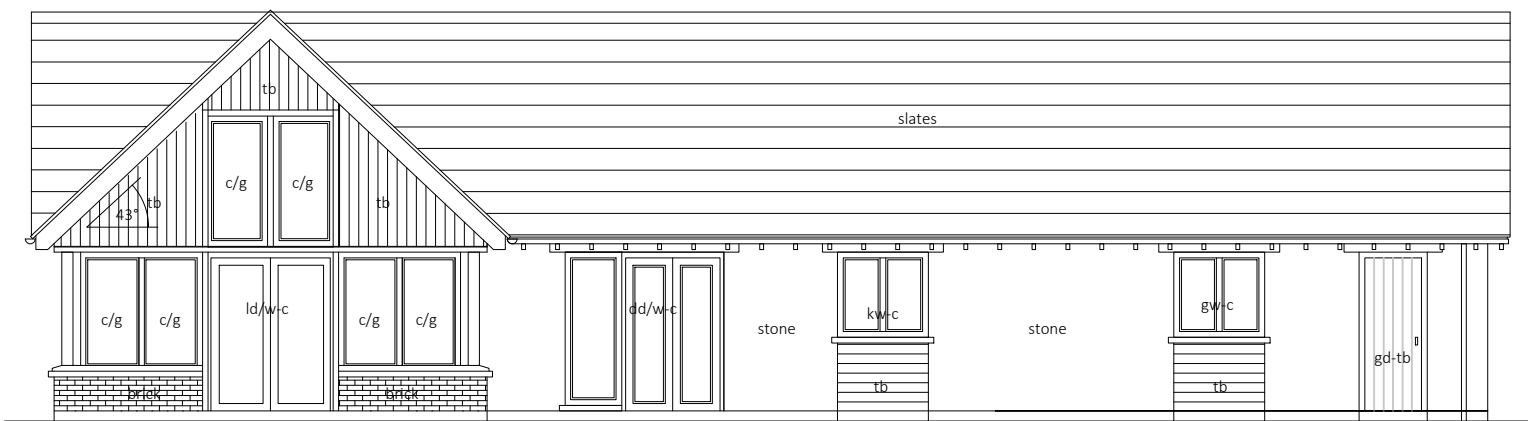 tb
slates
c/g
c/g
tb
tb
43°
c/g
c/g
ld/w-c
c/g
c/g
dd/w-c
kw-c
gw-c
stone
stone
gd-tb
brick
brick
tb
tb